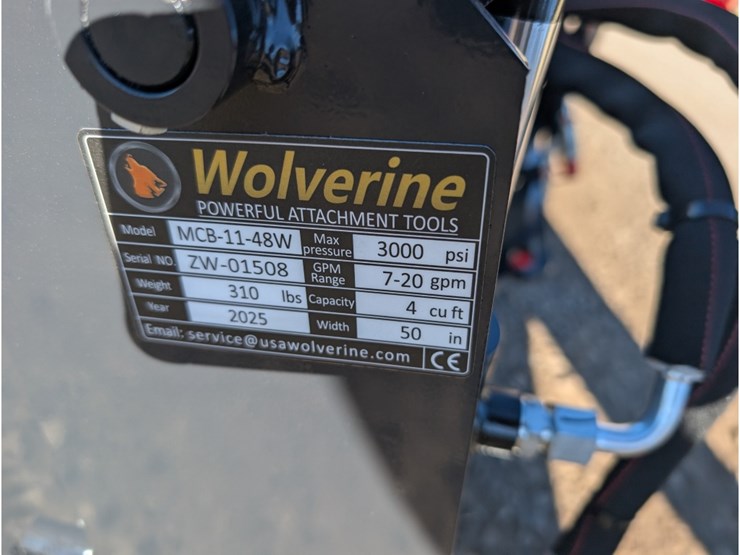 Wolverine
POWERFUL ATTACHMENT TOOLS
Model MCB-11-48W Max pressure 3000 psi
Serial NO. ZW-01508 GPM Range 7-20 gpm
Weight 310 lbs Capacity 4 cu ft
Year 2025 Width 50 in
Email: service@usawolverine.com CE